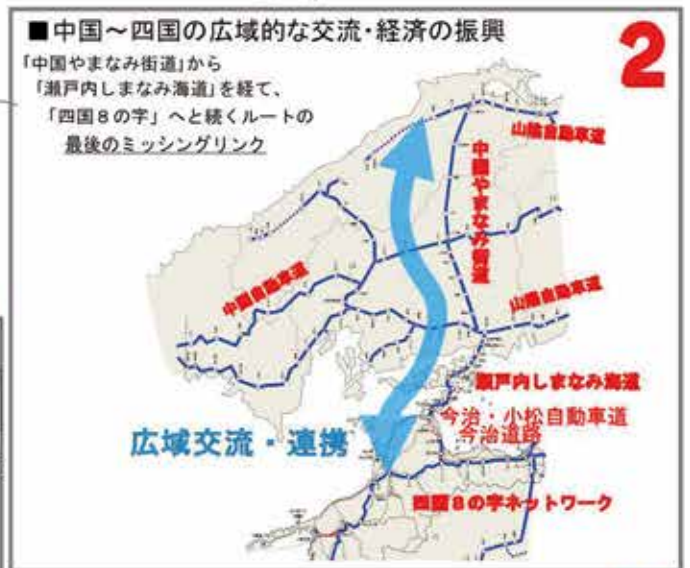 ■中国～四国の広域的な交流・経済の振興
2
「中国やまなみ街道」から
「瀬戸内しまなみ海道」を経て、
「四国８の字」へと続くルートの
最後のミッシングリンク
山陰自動車道
中国やまなみ街道
中国自動車道
山陽自動車道
瀬戸内しまなみ海道
今治・小松自動車道
今治道路
広域交流・連携
四国８の字ネットワーク